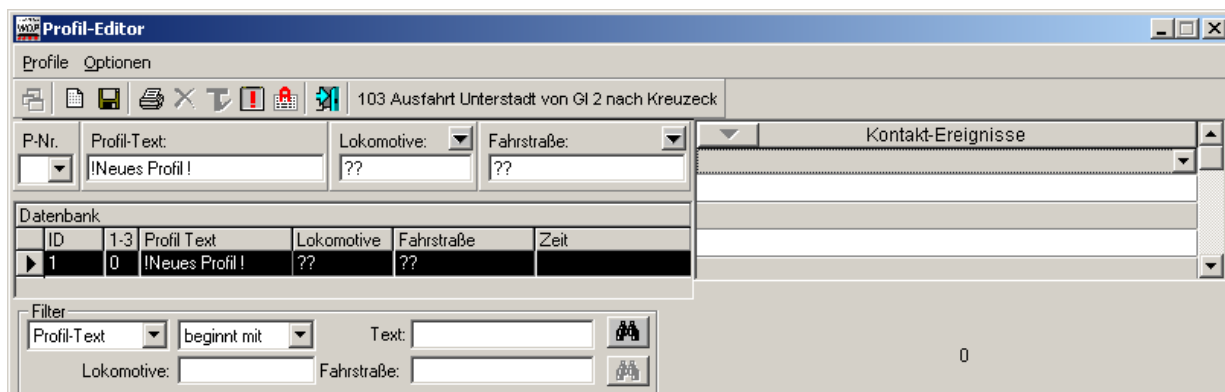 Profil-Editor
Profile Optionen
103 Ausfahrt Unterstadt von Gl 2 nach Kreuzeck
P-Nr. Profil-Text: Lokomotive: Fahrstraße: Kontakt-Ereignisse
!Neues Profil ! ?? ??
Datenbank
ID 1-3 Profil Text Lokomotive Fahrstraße Zeit
1 0 !Neues Profil ! ?? ??
Filter
Profil-Text beginnt mit Text:
Lokomotive: Fahrstraße: 0